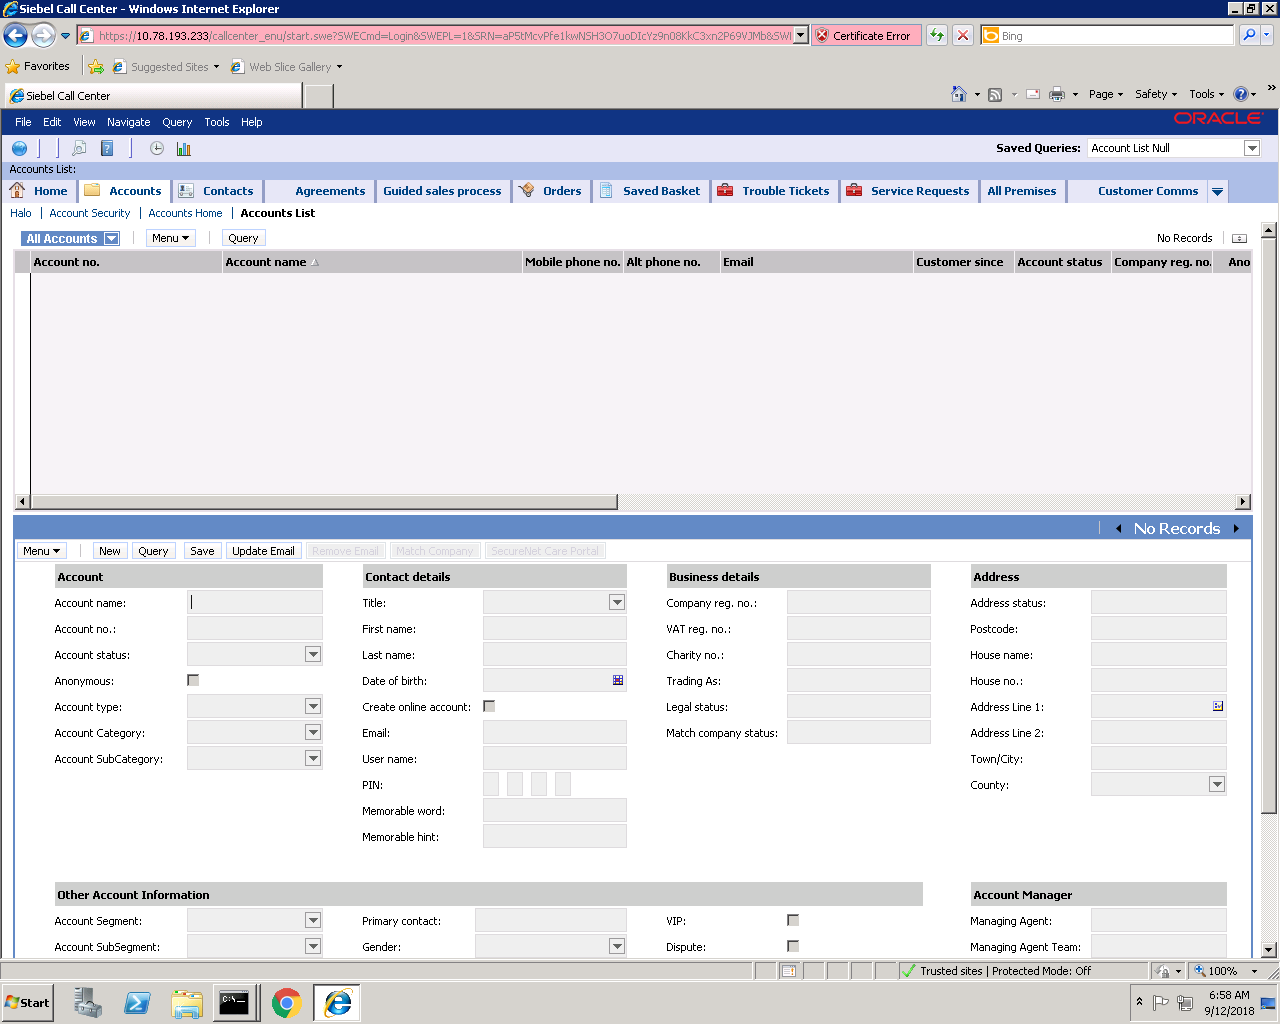 Siebel Call Center - Windows Internet Explorer
https://10.78.193.233/callcenter_enu/start.swe?SWECmd=Login&SWEPL=1&SRN=
Certificate Error
Bing
Favorites
Suggested Sites
Web Slice Gallery
Siebel Call Center
Page
Safety
Tools
File Edit View Navigate Query Tools Help
ORACLE
Saved Queries: Account List Null
Accounts List:
Home Accounts Contacts Agreements Guided sales process Orders Saved Basket Trouble Tickets Service Requests All Premises Customer Comms
Halo | Account Security | Accounts Home | Accounts List
All Accounts Menu Query No Records
Account no. Account name Mobile phone no. Alt phone no. Email Customer since Account status Company reg. no. Ano
No Records
Menu New Query Save Update Email Remove Email Match Company SecureNet Care Portal
Account Contact details Business details Address
Account name: Title: Company reg. no.: Address status:
Account no.: First name: VAT reg. no.: Postcode:
Account status: Last name: Charity no.: House name:
Anonymous: Date of birth: Trading As: House no.:
Account type: Create online account: Legal status: Address Line 1:
Account Category: Email: Match company status: Address Line 2:
Account SubCategory: User name: Town/City:
PIN: County:
Memorable word:
Memorable hint:
Other Account Information Account Manager
Account Segment: Primary contact: VIP: Managing Agent:
Account SubSegment: Gender: Dispute: Managing Agent Team:
Trusted sites | Protected Mode: Off
100%
Start
C:\.
6:58 AM
9/12/2018